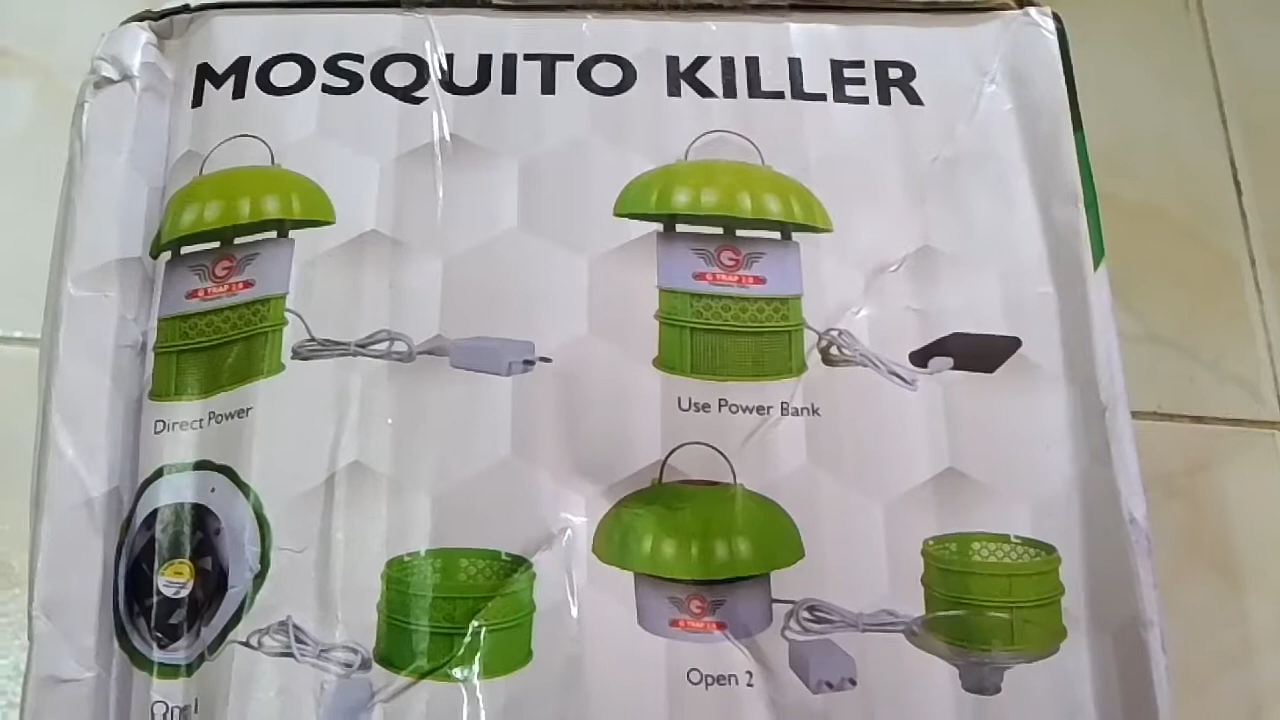 MOSQUITO KILLER
G
G TRAP 2.0
G
G TRAP 2.0
Direct Power
Use Power Bank
G
G TRAP 2.0
Open 2